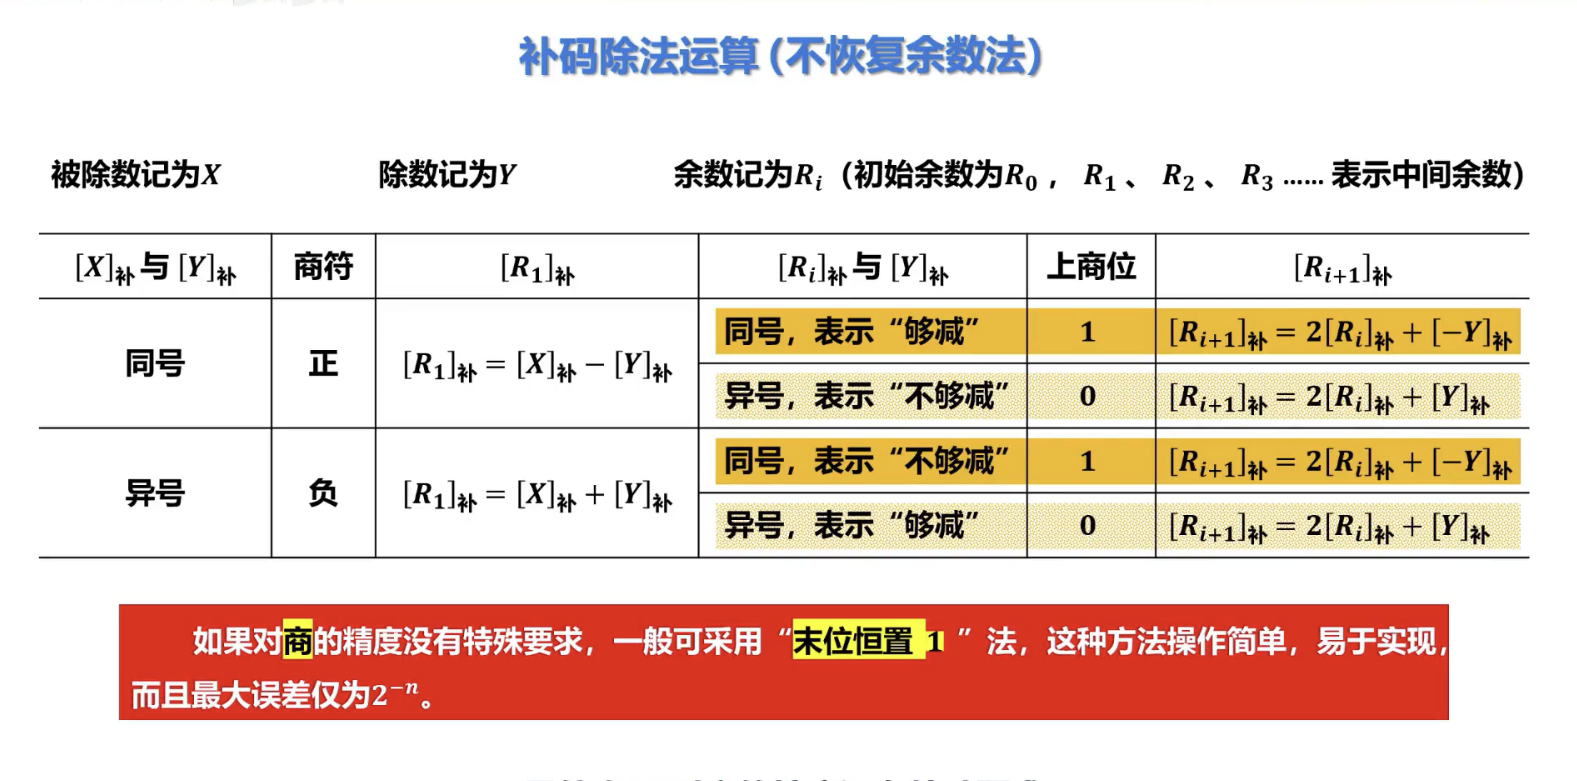 补码除法运算(不恢复余数法)
被除数记为X 除数记为Y 余数记为R₁（初始余数为R₀，R₁、R₂、R₃……表示中间余数）
[X]补与[Y]补 商符 [R₁]补 [Rᵢ]补与[Y]补 上商位 [Rᵢ₊₁]补
同号 正 [R₁]补 = [X]补 − [Y]补 同号，表示“够减” 1 [Rᵢ₊₁]补 = 2[Rᵢ]补 + [−Y]补
异号，表示“不够减” 0 [Rᵢ₊₁]补 = 2[Rᵢ]补 + [Y]补
异号 负 [R₁]补 = [X]补 + [Y]补 同号，表示“不够减” 1 [Rᵢ₊₁]补 = 2[Rᵢ]补 + [−Y]补
异号，表示“够减” 0 [Rᵢ₊₁]补 = 2[Rᵢ]补 + [Y]补
如果对商的精度没有特殊要求，一般可采用“末位恒置1”法，这种方法操作简单，易于实现，
而且最大误差仅为2⁻ⁿ。